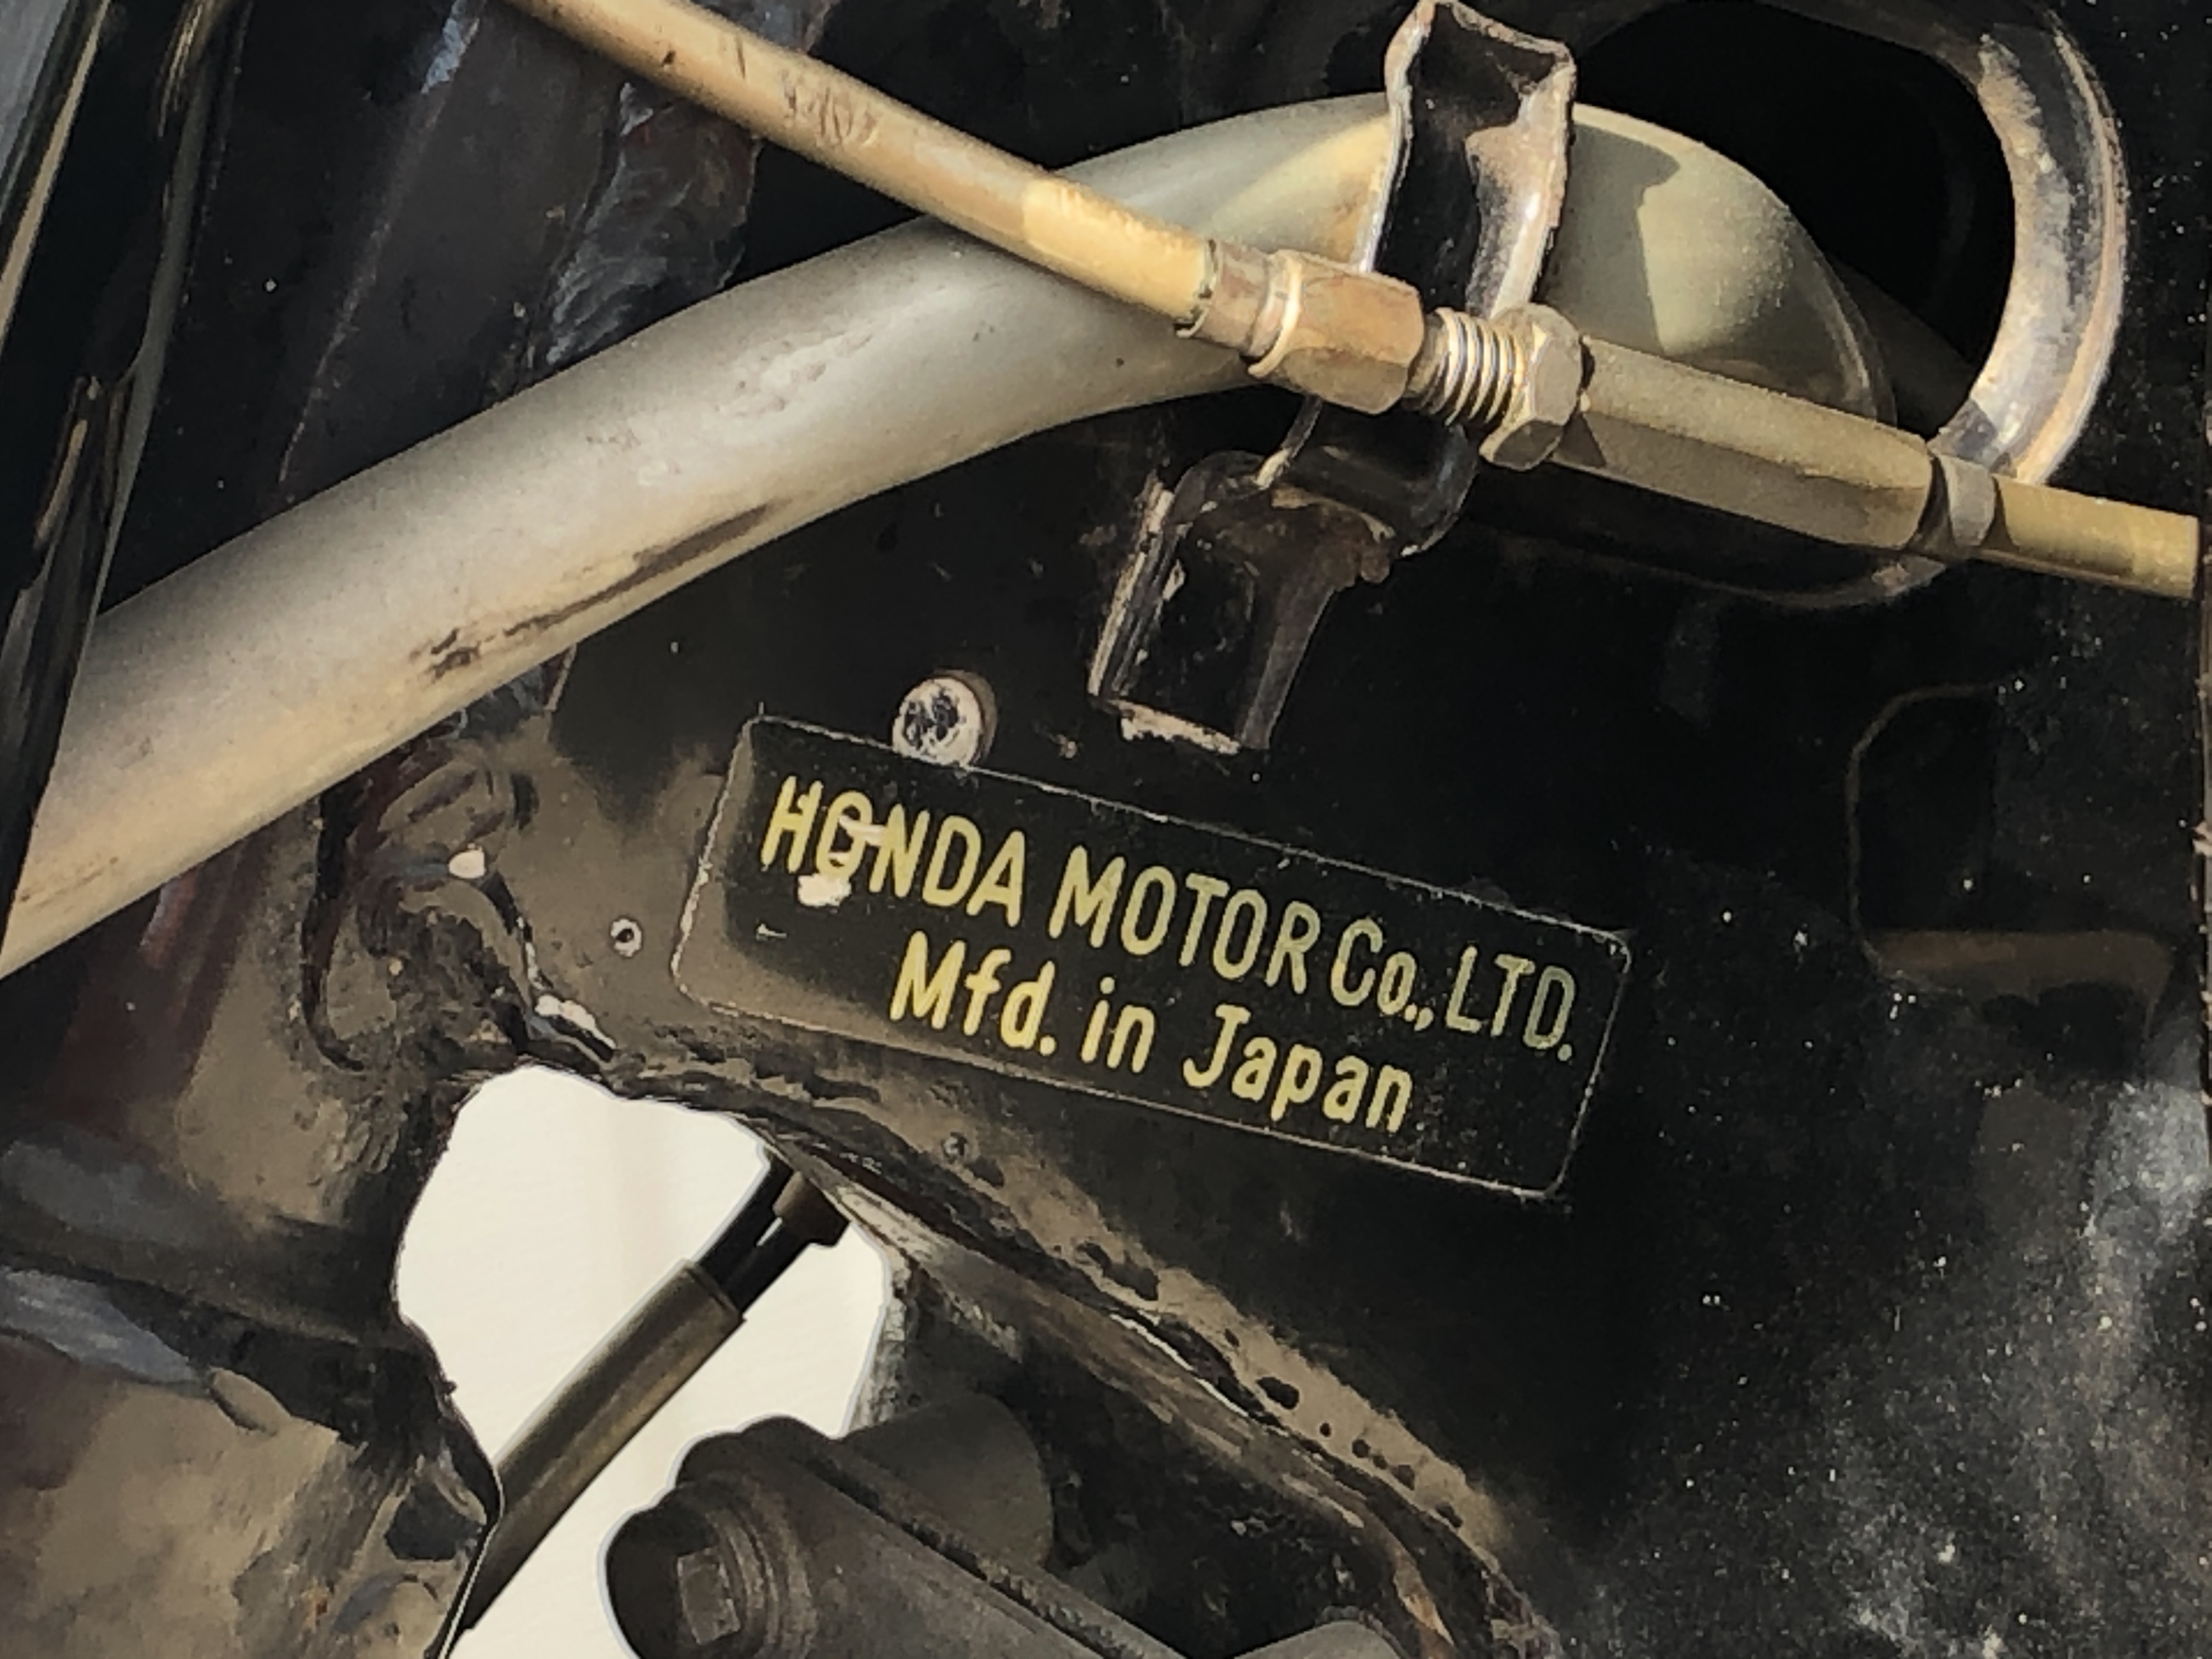 HONDA MOTOR Co., LTD.
Mfd. in Japan